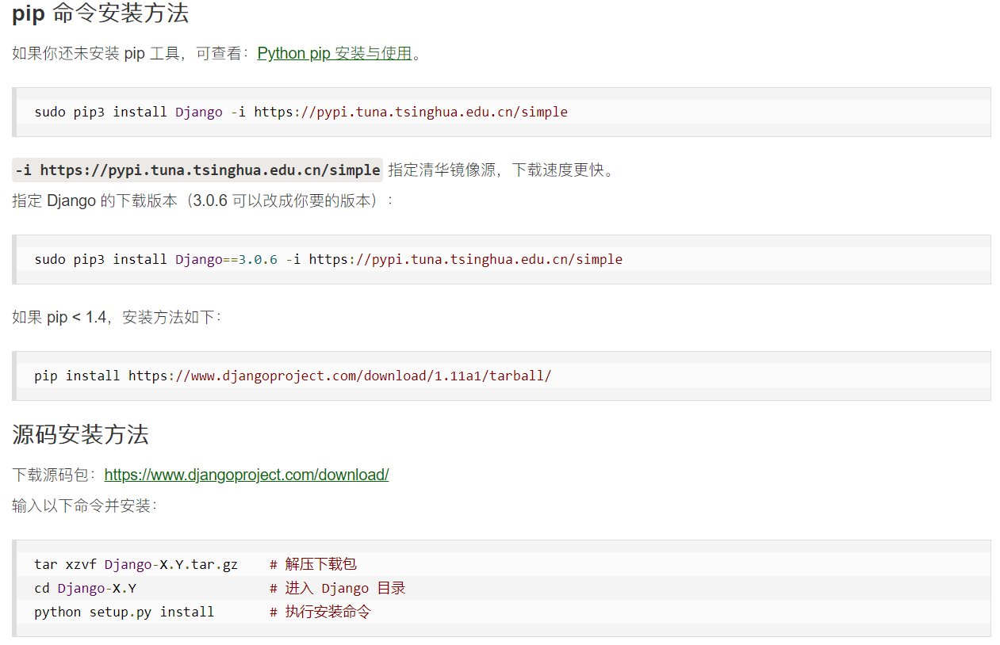 pip 命令安装方法
如果你还未安装 pip 工具，可查看：Python pip 安装与使用。
sudo pip3 install Django -i https://pypi.tuna.tsinghua.edu.cn/simple
-i https://pypi.tuna.tsinghua.edu.cn/simple 指定清华镜像源，下载速度更快。
指定 Django 的下载版本（3.0.6 可以改成你要的版本）：
sudo pip3 install Django==3.0.6 -i https://pypi.tuna.tsinghua.edu.cn/simple
如果 pip < 1.4，安装方法如下：
pip install https://www.djangoproject.com/download/1.11a1/tarball/
源码安装方法
下载源码包：https://www.djangoproject.com/download/
输入以下命令并安装：
tar xzvf Django-X.Y.tar.gz    # 解压下载包
cd Django-X.Y                 # 进入 Django 目录
python setup.py install       # 执行安装命令